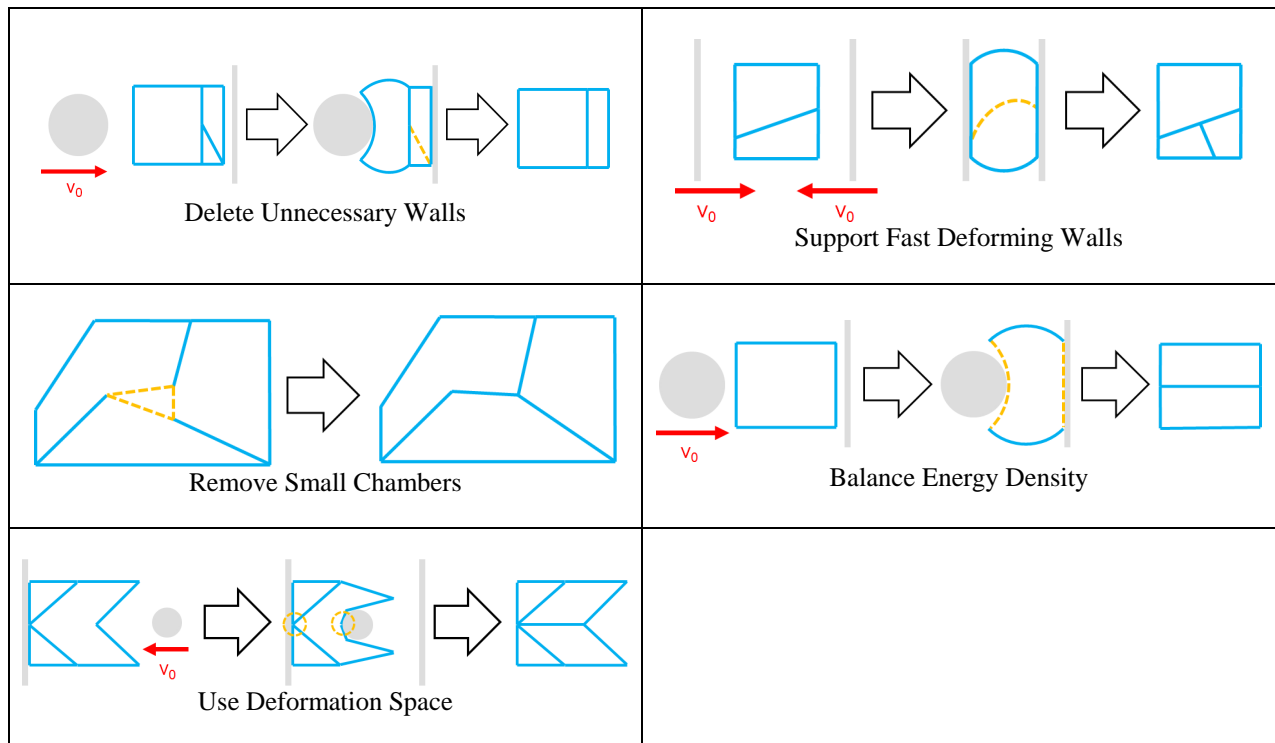 V0
Delete Unnecessary Walls
V0
V0
Support Fast Deforming Walls
Remove Small Chambers
V0
Balance Energy Density
V0
Use Deformation Space